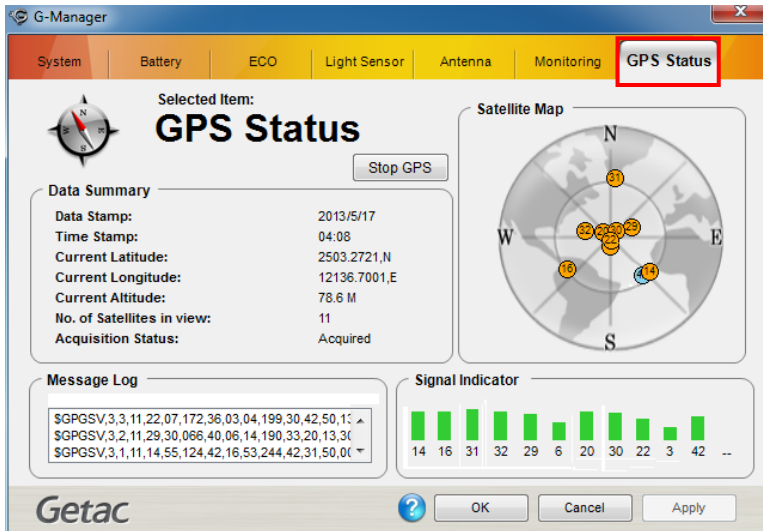 G-Manager
System Battery ECO Light Sensor Antenna Monitoring GPS Status
Selected Item:
GPS Status
Stop GPS
Data Summary
Data Stamp: 2013/5/17
Time Stamp: 04:08
Current Latitude: 2503.2721,N
Current Longitude: 12136.7001,E
Current Altitude: 78.6 M
No. of Satellites in view: 11
Acquisition Status: Acquired
Satellite Map
N
31
32 20 30 29
22
W E
16 14
S
Message Log
$GPGSV,3,3,11,22,07,172,36,03,04,199,30,42,50,13
$GPGSV,3,2,11,29,30,066,40,06,14,190,33,20,13,30
$GPGSV,3,1,11,14,55,124,42,16,53,244,42,31,50,00
Signal Indicator
14 16 31 32 29 6 20 30 22 3 42 --
Getac
? OK Cancel Apply